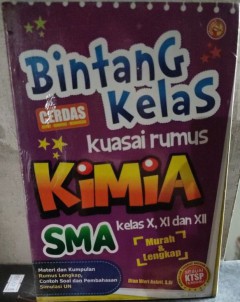 Bintang
Kelas
CERDAS
kuasai rumus
KiMiA
SMA
kelas X, XI dan XII
Murah
& Lengkap
Materi dan Kumpulan
Rumus Lengkap,
Contoh Soal dan Pembahasan
Simulasi UN
KTSP